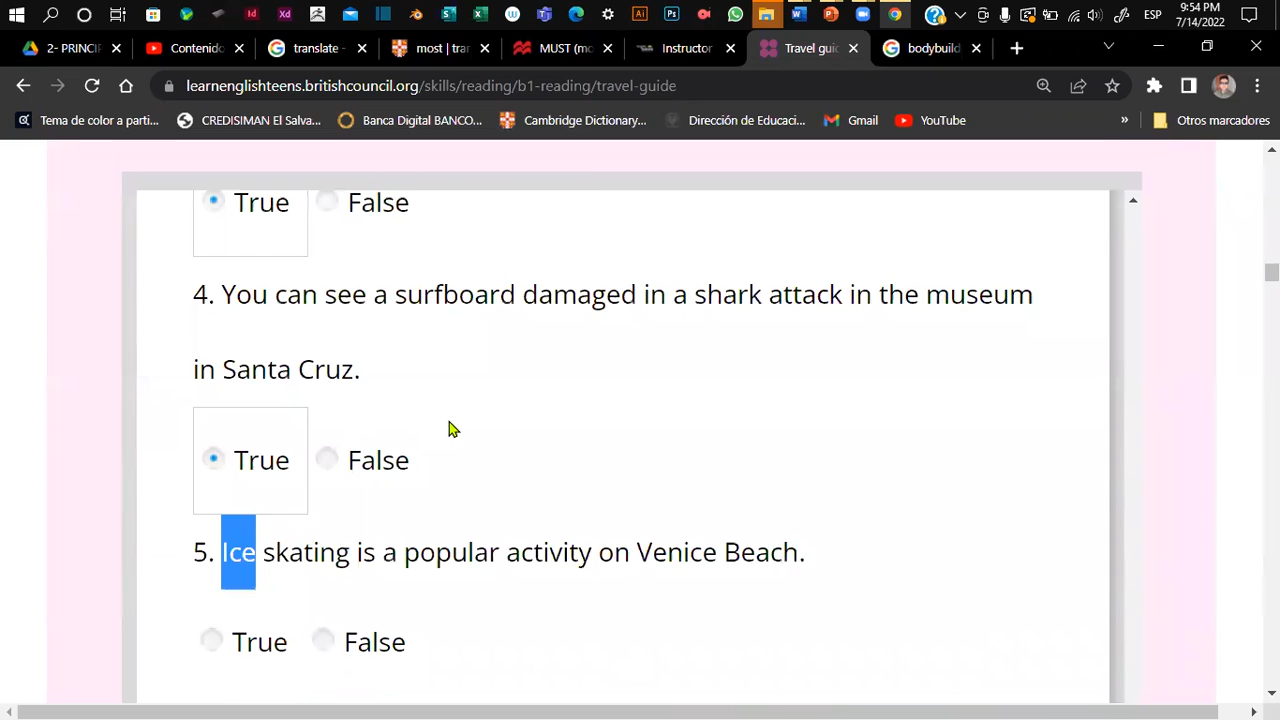 9:54 PM
ESP
7/14/2022
2-PRINCIF
Contenido
translate -
most | tran
MUST (mo
Instructor
Travel guid
bodybuild
learnenglishteens.britishcouncil.org/skills/reading/b1-reading/travel-guide
Tema de color a parti...
CREDISIMAN El Salva...
Banca Digital BANCO...
Cambridge Dictionary...
Dirección de Educaci...
Gmail
YouTube
»
Otros marcadores
True False
4. You can see a surfboard damaged in a shark attack in the museum
in Santa Cruz.
True False
5. Ice skating is a popular activity on Venice Beach.
True False